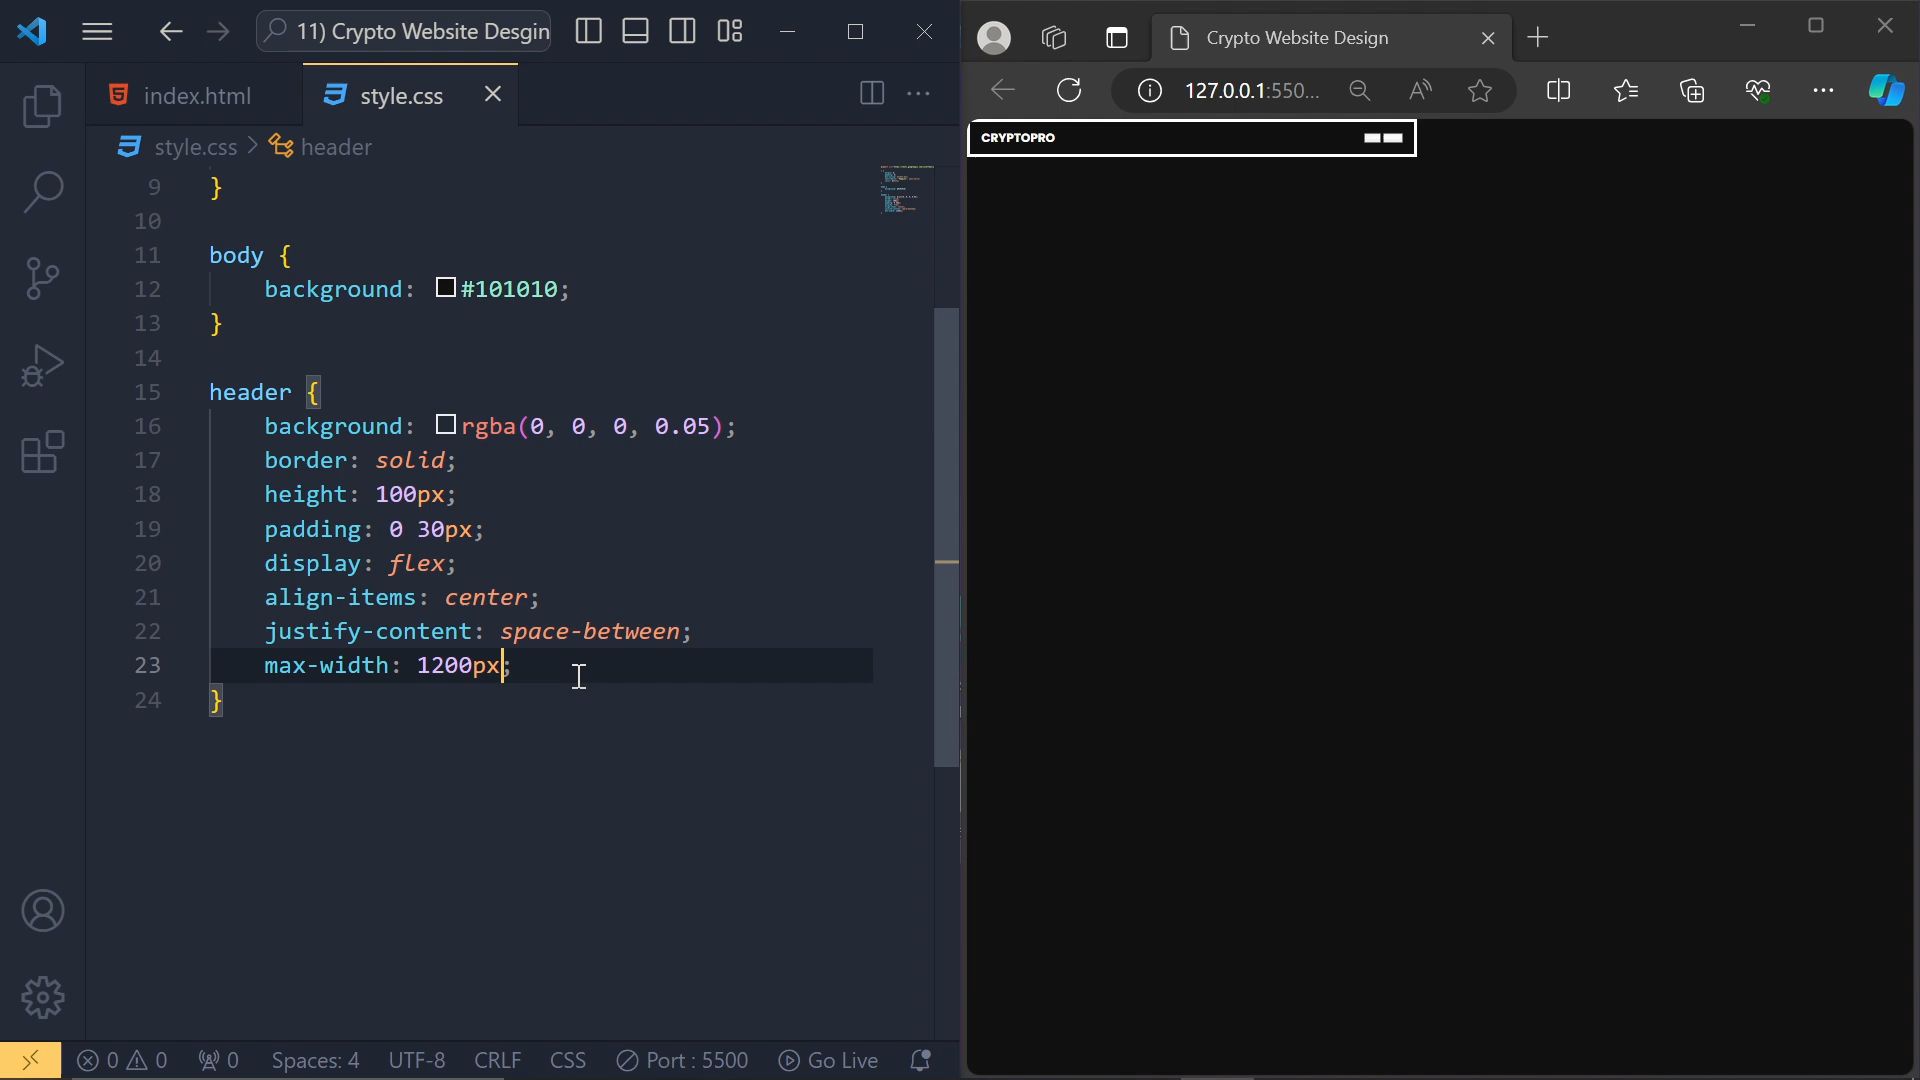 11) Crypto Website Desgin
index.html
style.css
style.css > header
9 }
10
11 body {
12 background: #101010;
13 }
14
15 header {
16 background: rgba(0, 0, 0, 0.05);
17 border: solid;
18 height: 100px;
19 padding: 0 30px;
20 display: flex;
21 align-items: center;
22 justify-content: space-between;
23 max-width: 1200px;
24 }
0 0 0 Spaces: 4 UTF-8 CRLF CSS Port : 5500 Go Live
Crypto Website Design
127.0.0.1:550...
CRYPTOPRO